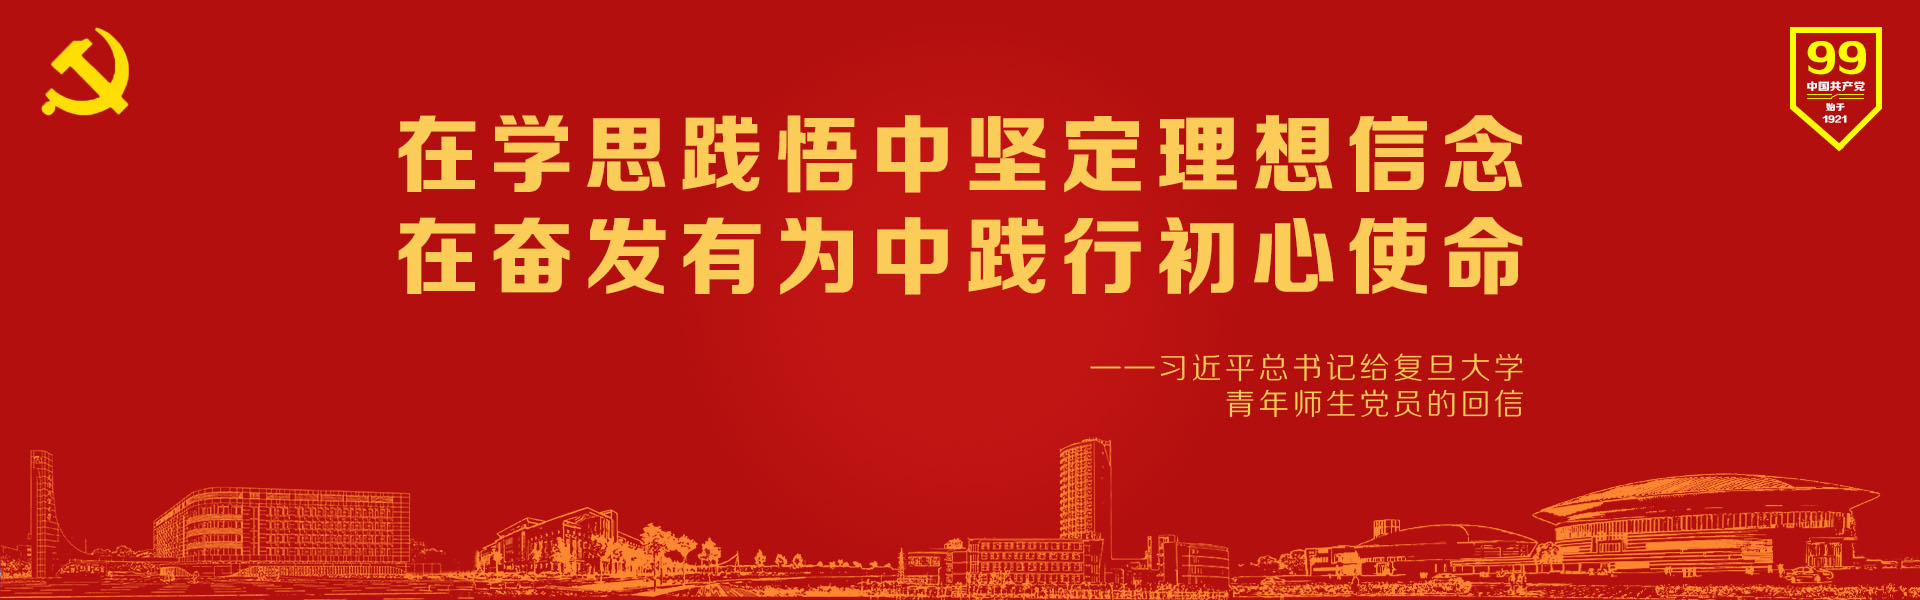 在学思践悟中坚定理想信念
在奋发有为中践行初心使命
——习近平总书记给复旦大学
青年师生党员的回信
99
中国共产党
始于
1921